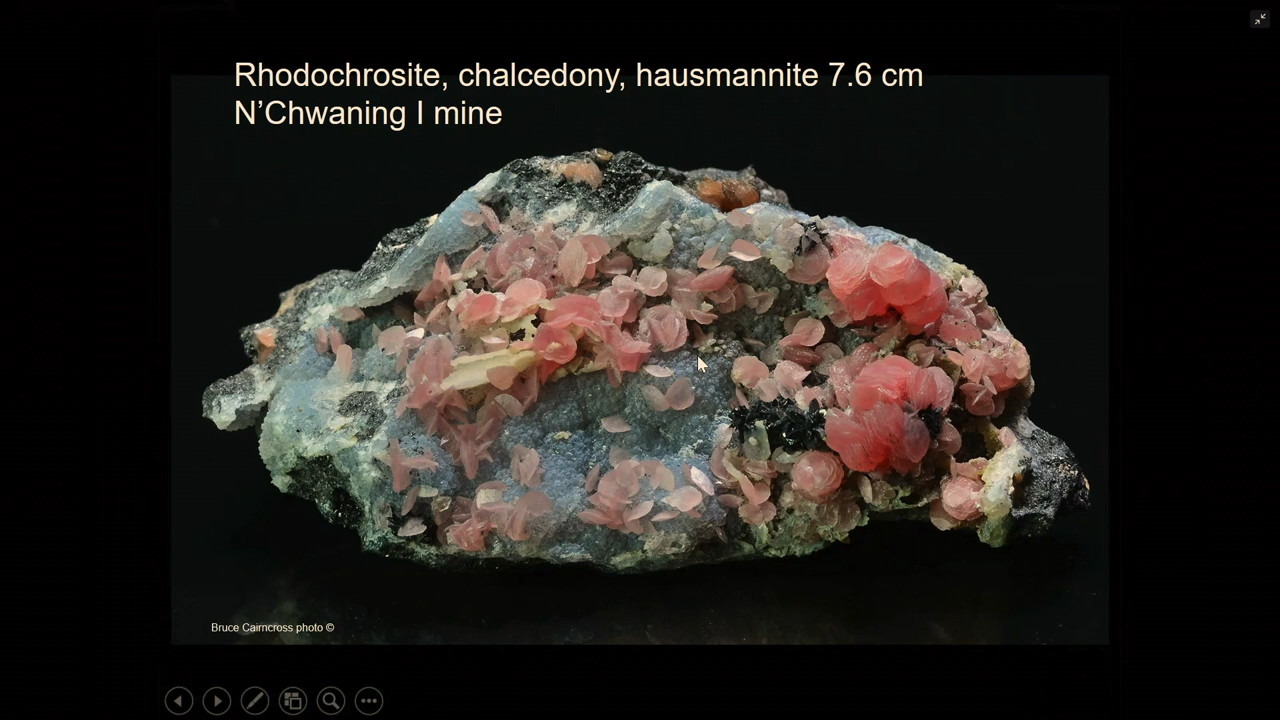 Rhodochrosite, chalcedony, hausmannite 7.6 cm
N’Chwaning I mine
Bruce Cairncross photo ©